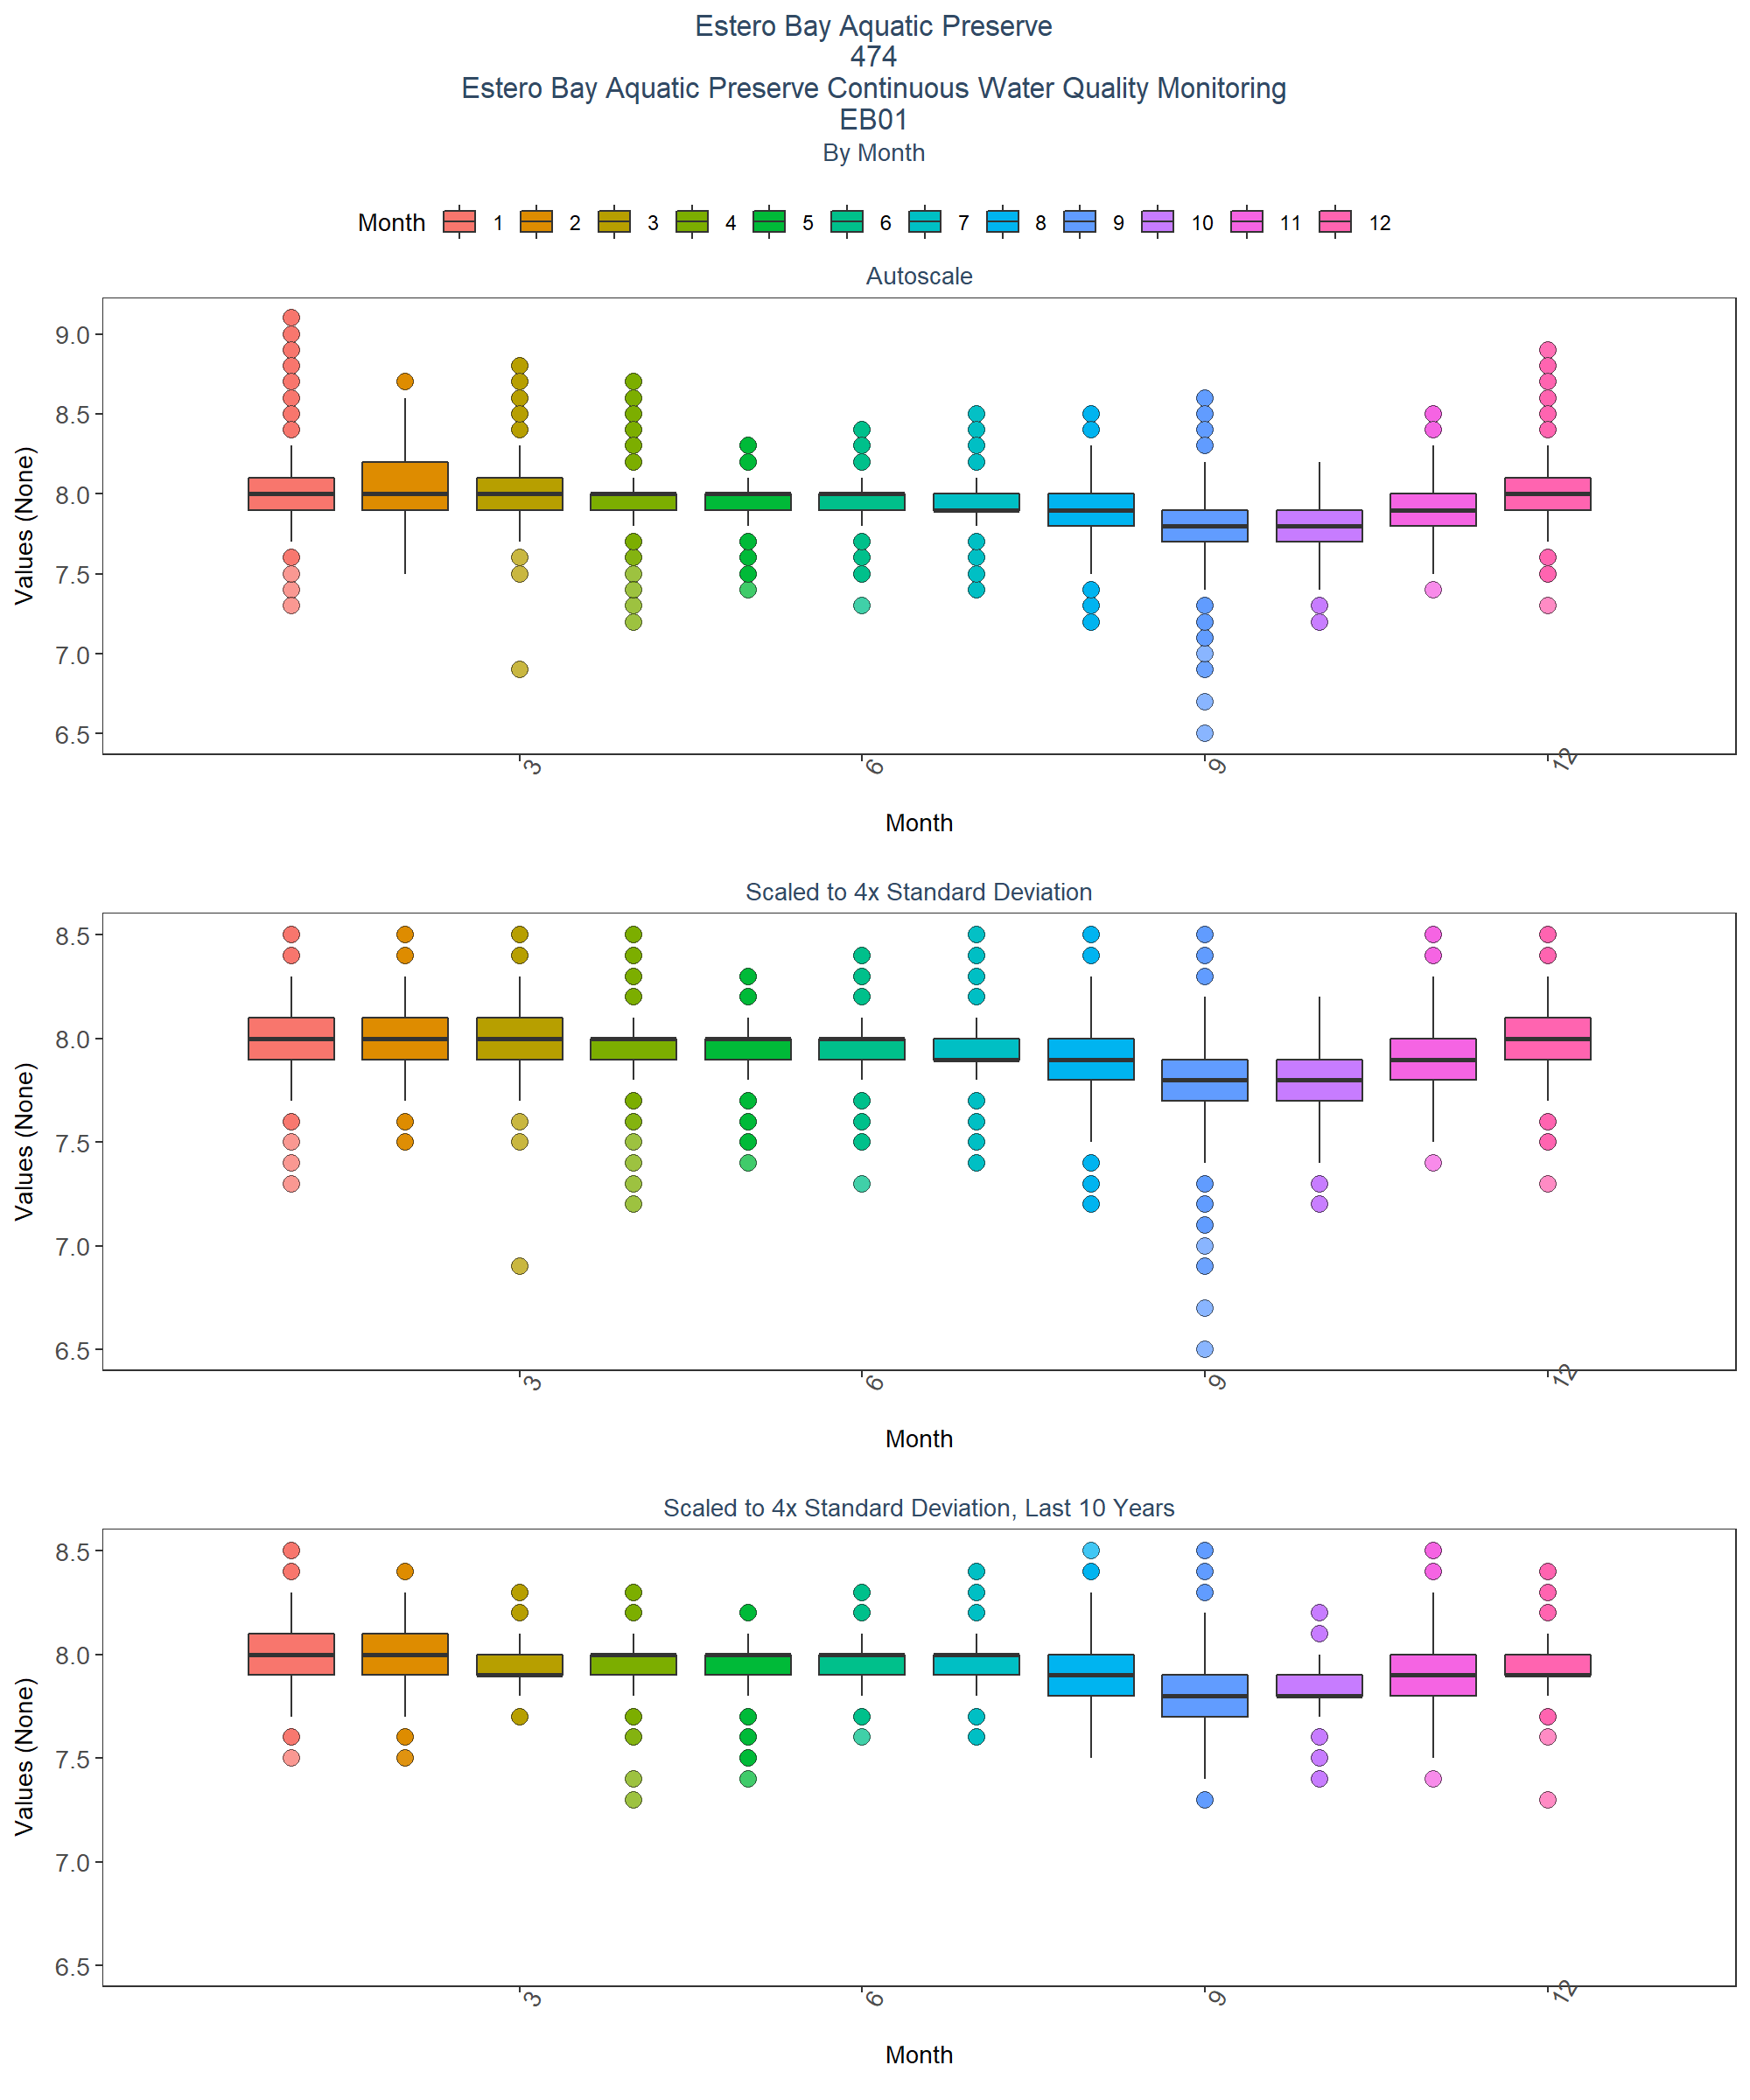 Estero Bay Aquatic Preserve
474
Estero Bay Aquatic Preserve Continuous Water Quality Monitoring
EB01
By Month
Month 1 2 3 4 5 6 7 8 9 10 11 12
Autoscale
Values (None)
9.0
8.5
8.0
7.5
7.0
6.5
3 6 9 12
Month
Scaled to 4x Standard Deviation
Values (None)
8.5
8.0
7.5
7.0
6.5
3 6 9 12
Month
Scaled to 4x Standard Deviation, Last 10 Years
Values (None)
8.5
8.0
7.5
7.0
6.5
3 6 9 12
Month